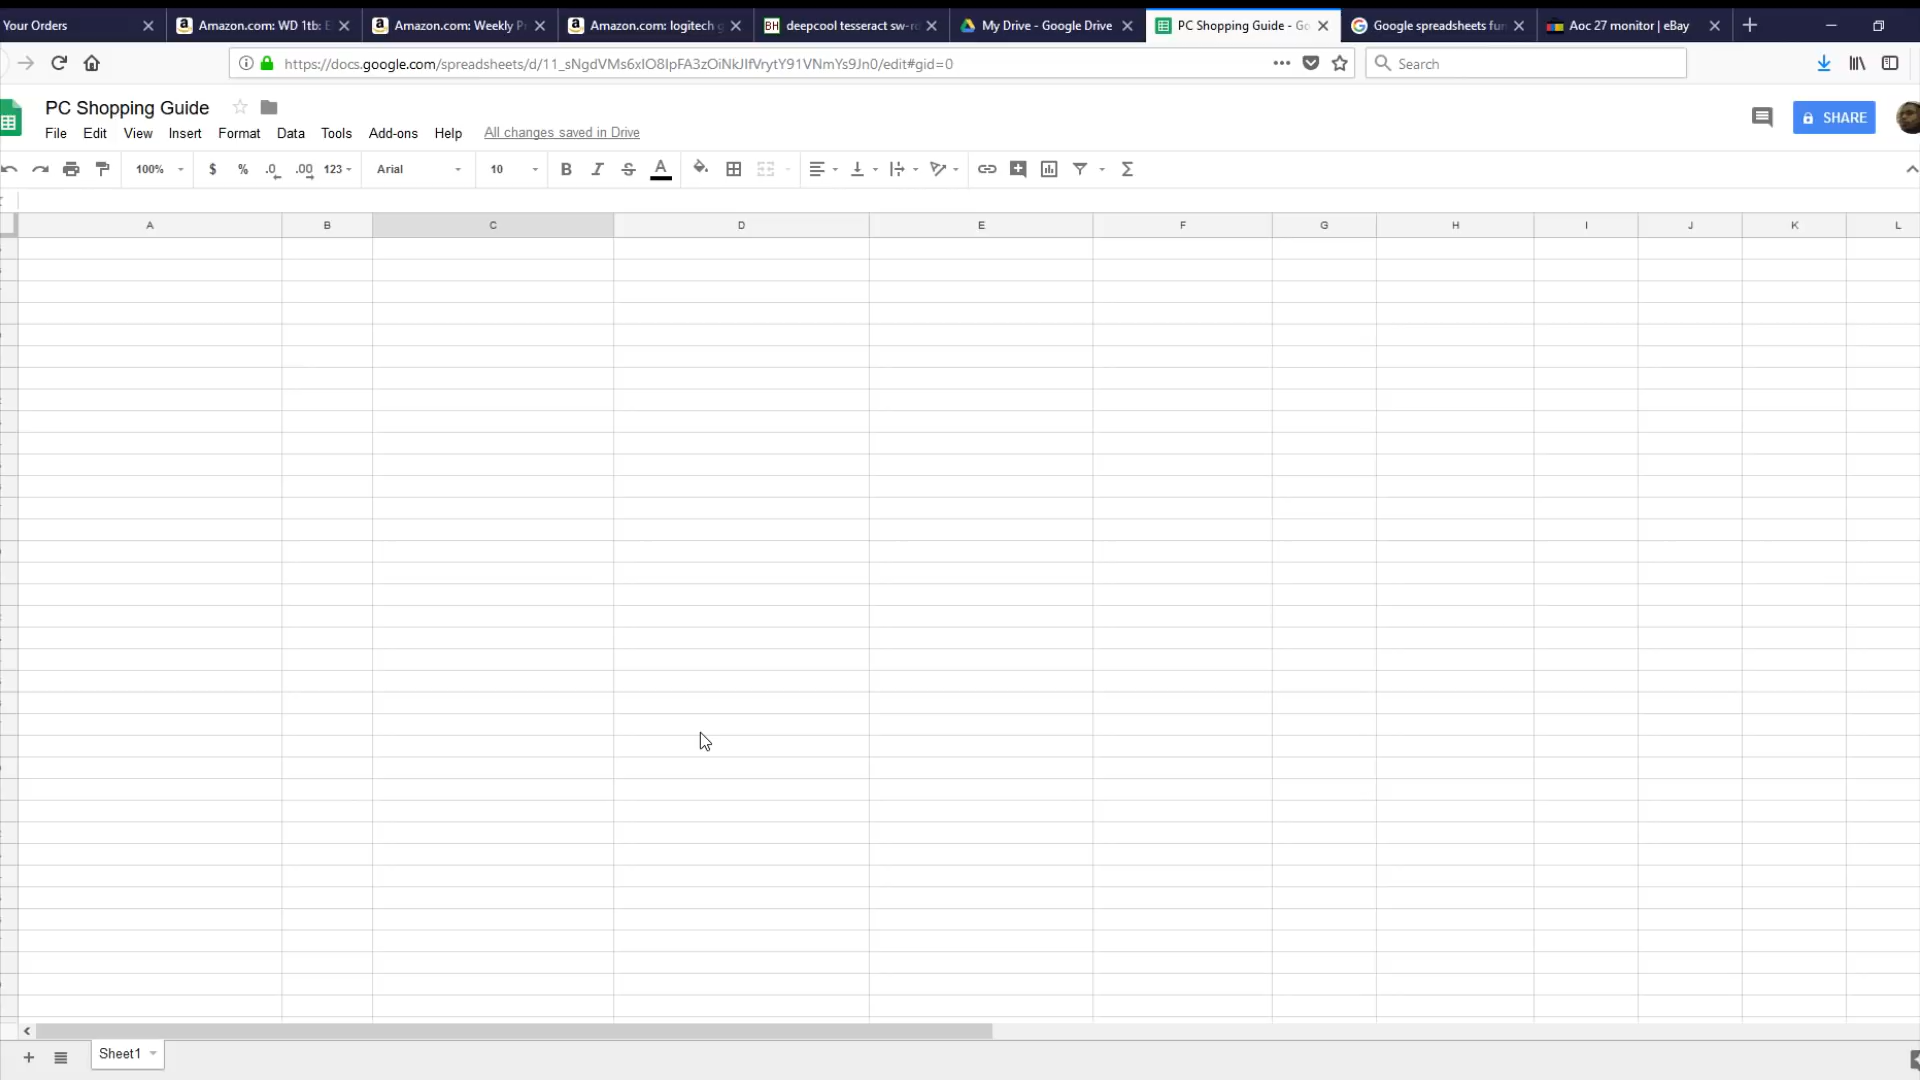 Your Orders
Amazon.com: WD 1tb: E
Amazon.com: Weekly P
Amazon.com: logitech g
BH deepcool tesseract sw-r
My Drive - Google Drive
PC Shopping Guide - Go
Google spreadsheets fun
Aoc 27 monitor | eBay
https://docs.google.com/spreadsheets/d/11_sNgdVMs6xIO8IpFA3zOiNkJIfVrytY91VNmYs9Jn0/edit#gid=0
Search
PC Shopping Guide
File Edit View Insert Format Data Tools Add-ons Help All changes saved in Drive
SHARE
100% $ % .0 .00 123 Arial 10 B I S A Σ
A B C D E F G H I J K L
Sheet1